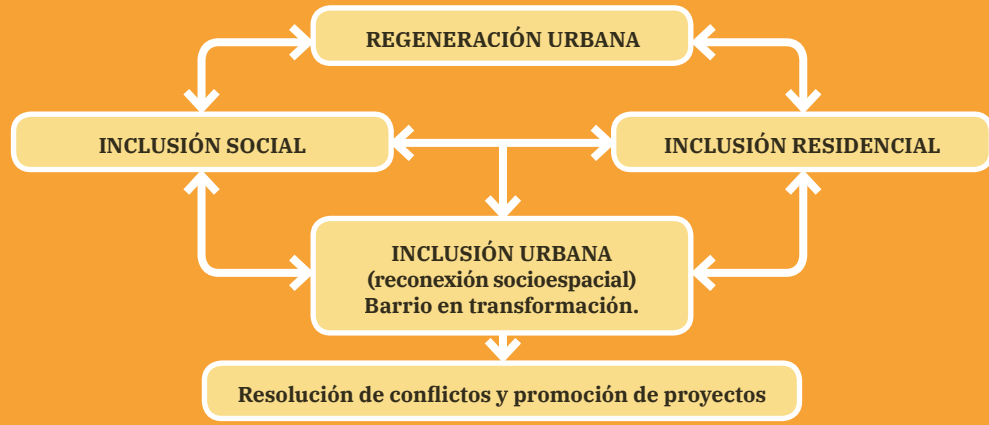 REGENERACIÓN URBANA
INCLUSIÓN SOCIAL
INCLUSIÓN RESIDENCIAL
INCLUSIÓN URBANA
(reconexión socioespacial)
Barrio en transformación.
Resolución de conflictos y promoción de proyectos